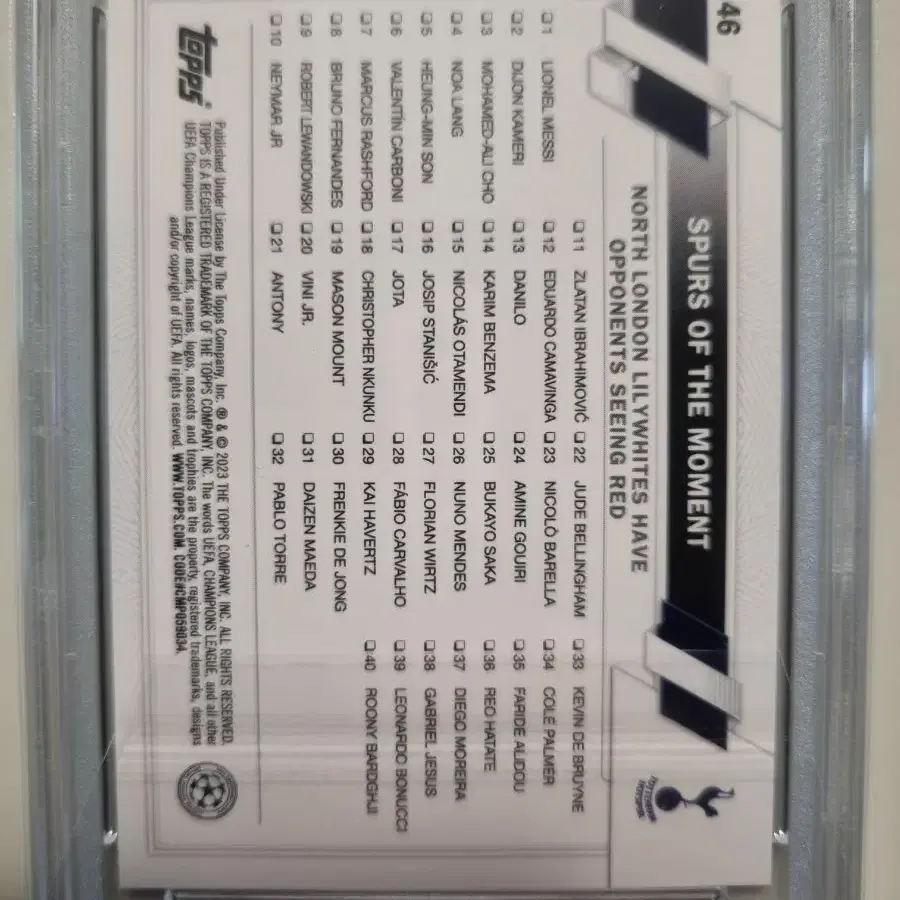 46
SPURS OF THE MOMENT
NORTH LONDON LILYWHITES HAVE
OPPONENTS SEEING RED
TOTTENHAM
HOTSPUR
1 LIONEL MESSI
2 DIJON KAMERI
3 MOHAMED-ALI CHO
4 NOA LANG
5 HEUNG-MIN SON
6 VALENTÍN CARBONI
7 MARCUS RASHFORD
8 BRUNO FERNANDES
9 ROBERT LEWANDOWSKI
10 NEYMAR JR
11 ZLATAN IBRAHIMOVIĆ
12 EDUARDO CAMAVINGA
13 DANILO
14 KARIM BENZEMA
15 NICOLÁS OTAMENDI
16 JOSIP STANIŠIĆ
17 JOTA
18 CHRISTOPHER NKUNKU
19 MASON MOUNT
20 VINI JR.
21 ANTONY
22 JUDE BELLINGHAM
23 NICOLÒ BARELLA
24 AMINE GOUIRI
25 BUKAYO SAKA
26 NUNO MENDES
27 FLORIAN WIRTZ
28 FÁBIO CARVALHO
29 KAI HAVERTZ
30 FRENKIE DE JONG
31 DAIZEN MAEDA
32 PABLO TORRE
33 KEVIN DE BRUYNE
34 COLE PALMER
35 FARIDE ALIDOU
36 REO HATATE
37 DIEGO MOREIRA
38 GABRIEL JESUS
39 LEONARDO BONUCCI
40 ROONY BARDGHJI
topps
Published Under License by The Topps Company, Inc. ® & © 2023 THE TOPPS COMPANY, INC. ALL RIGHTS RESERVED.
TOPPS IS A REGISTERED TRADEMARK OF THE TOPPS COMPANY, INC. The words UEFA, CHAMPIONS LEAGUE, and all other
UEFA Champions League marks, names, logos, mascots and trophies are the property, registered trademarks, designs
and/or copyright of UEFA. All rights reserved. WWW.TOPPS.COM. CODE#CMP059034.